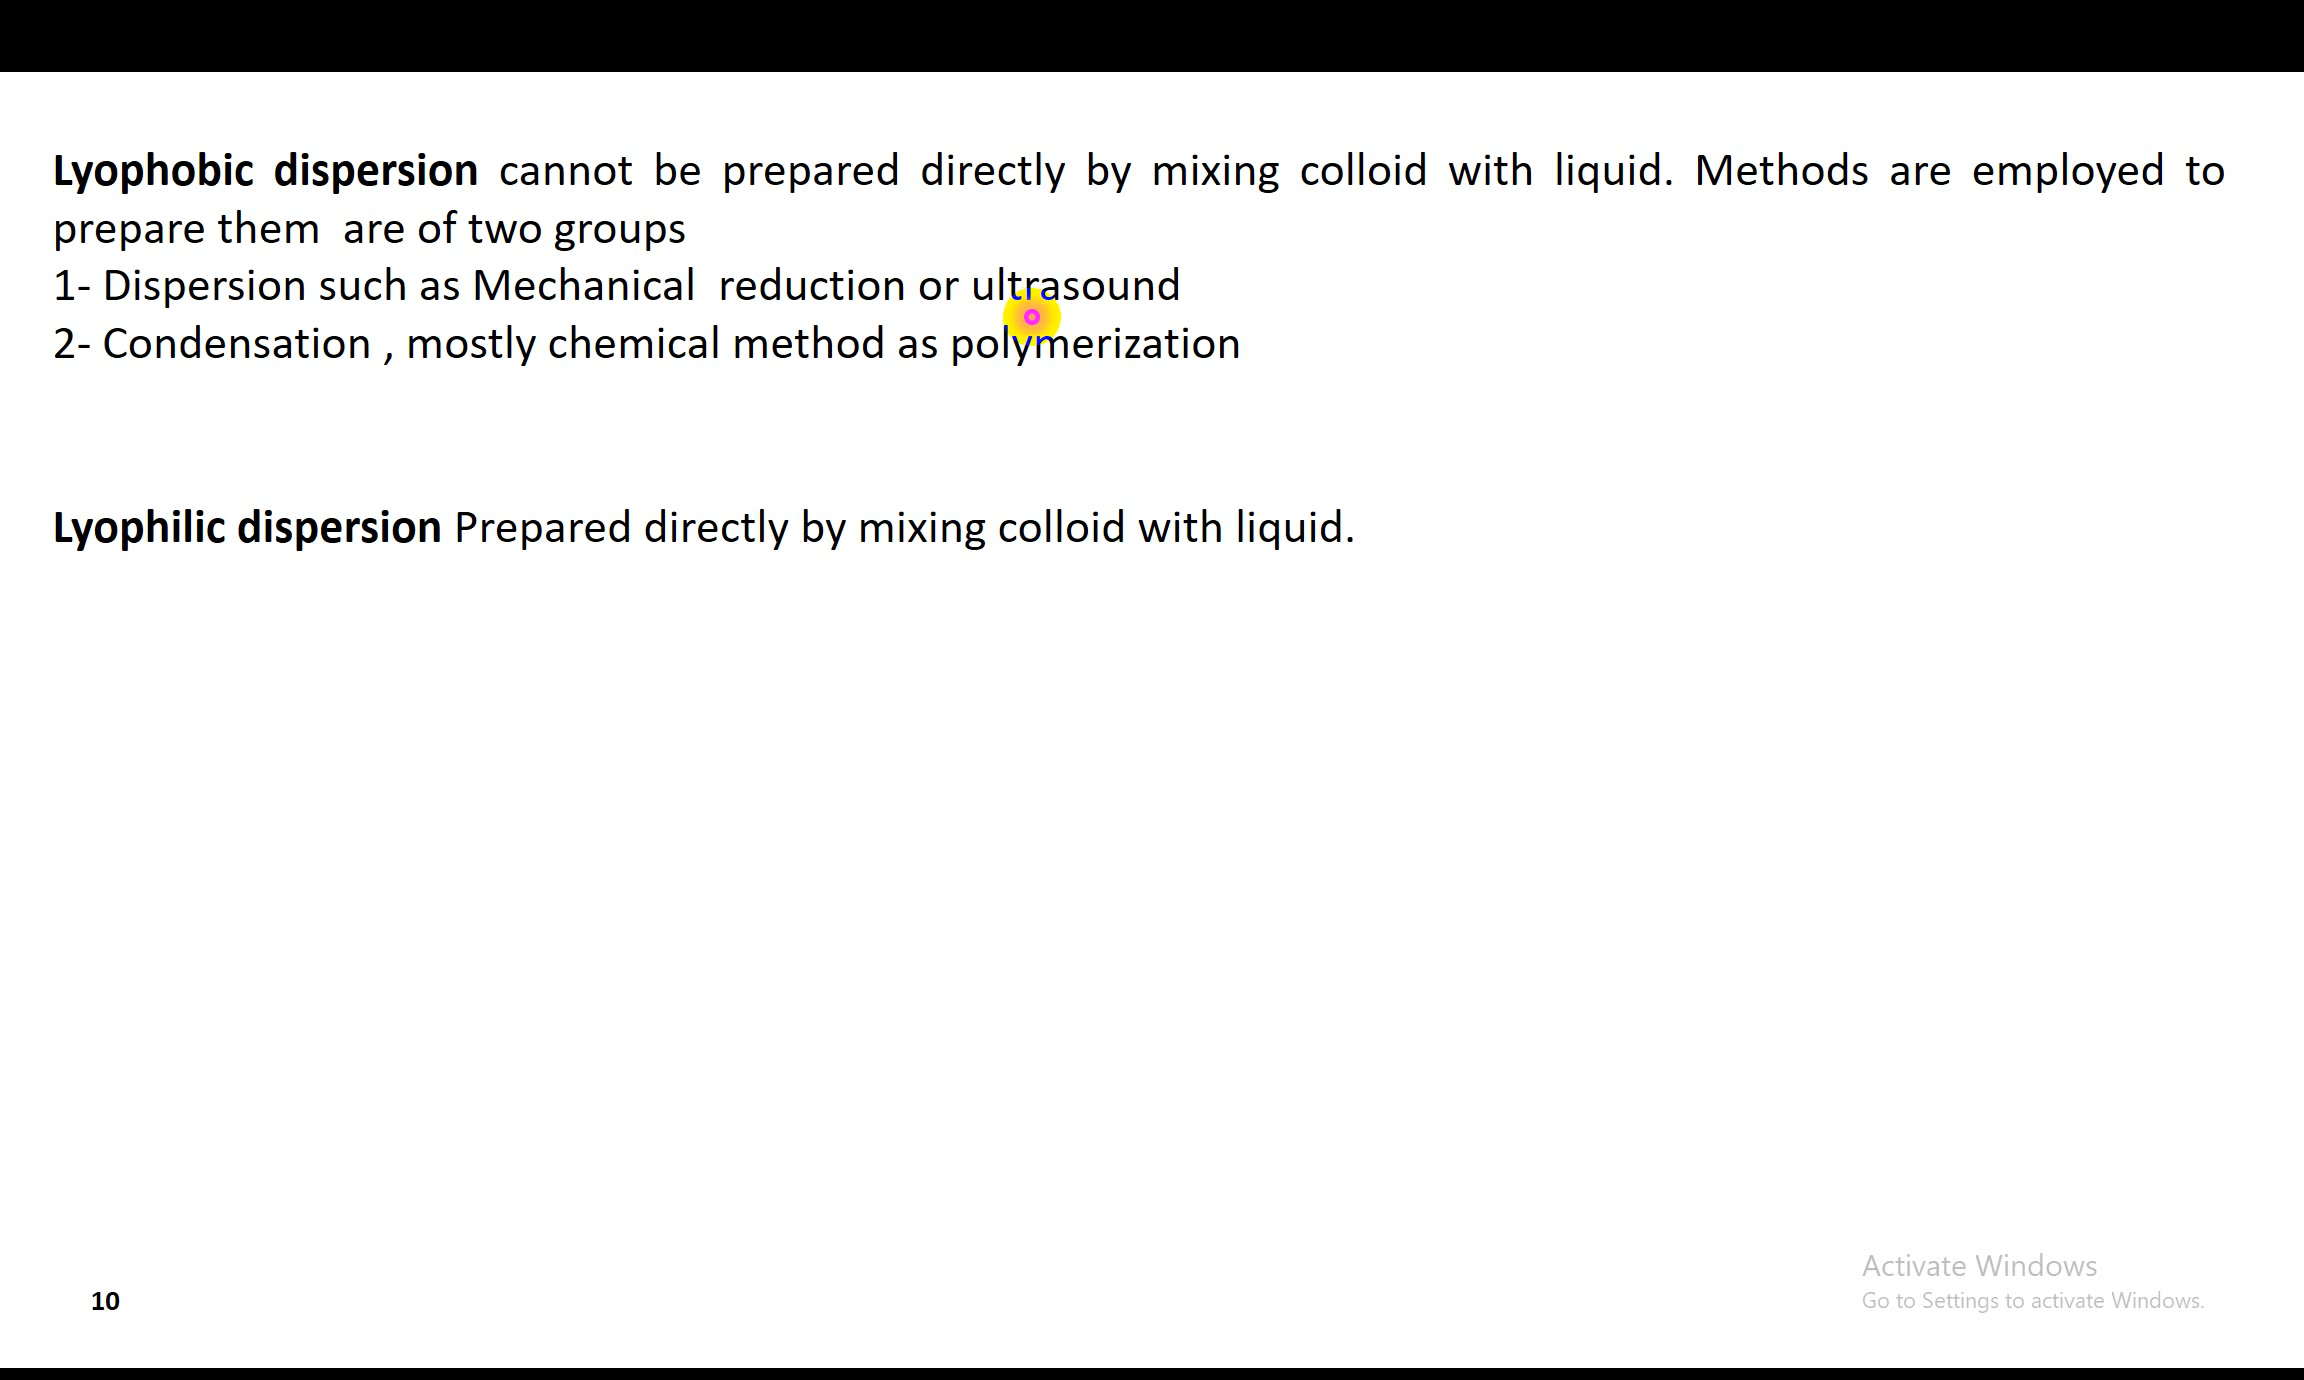 Lyophobic dispersion cannot be prepared directly by mixing colloid with liquid. Methods are employed to
prepare them  are of two groups
1- Dispersion such as Mechanical  reduction or ultrasound
2- Condensation , mostly chemical method as polymerization
Lyophilic dispersion Prepared directly by mixing colloid with liquid.
Activate Windows
Go to Settings to activate Windows.
10